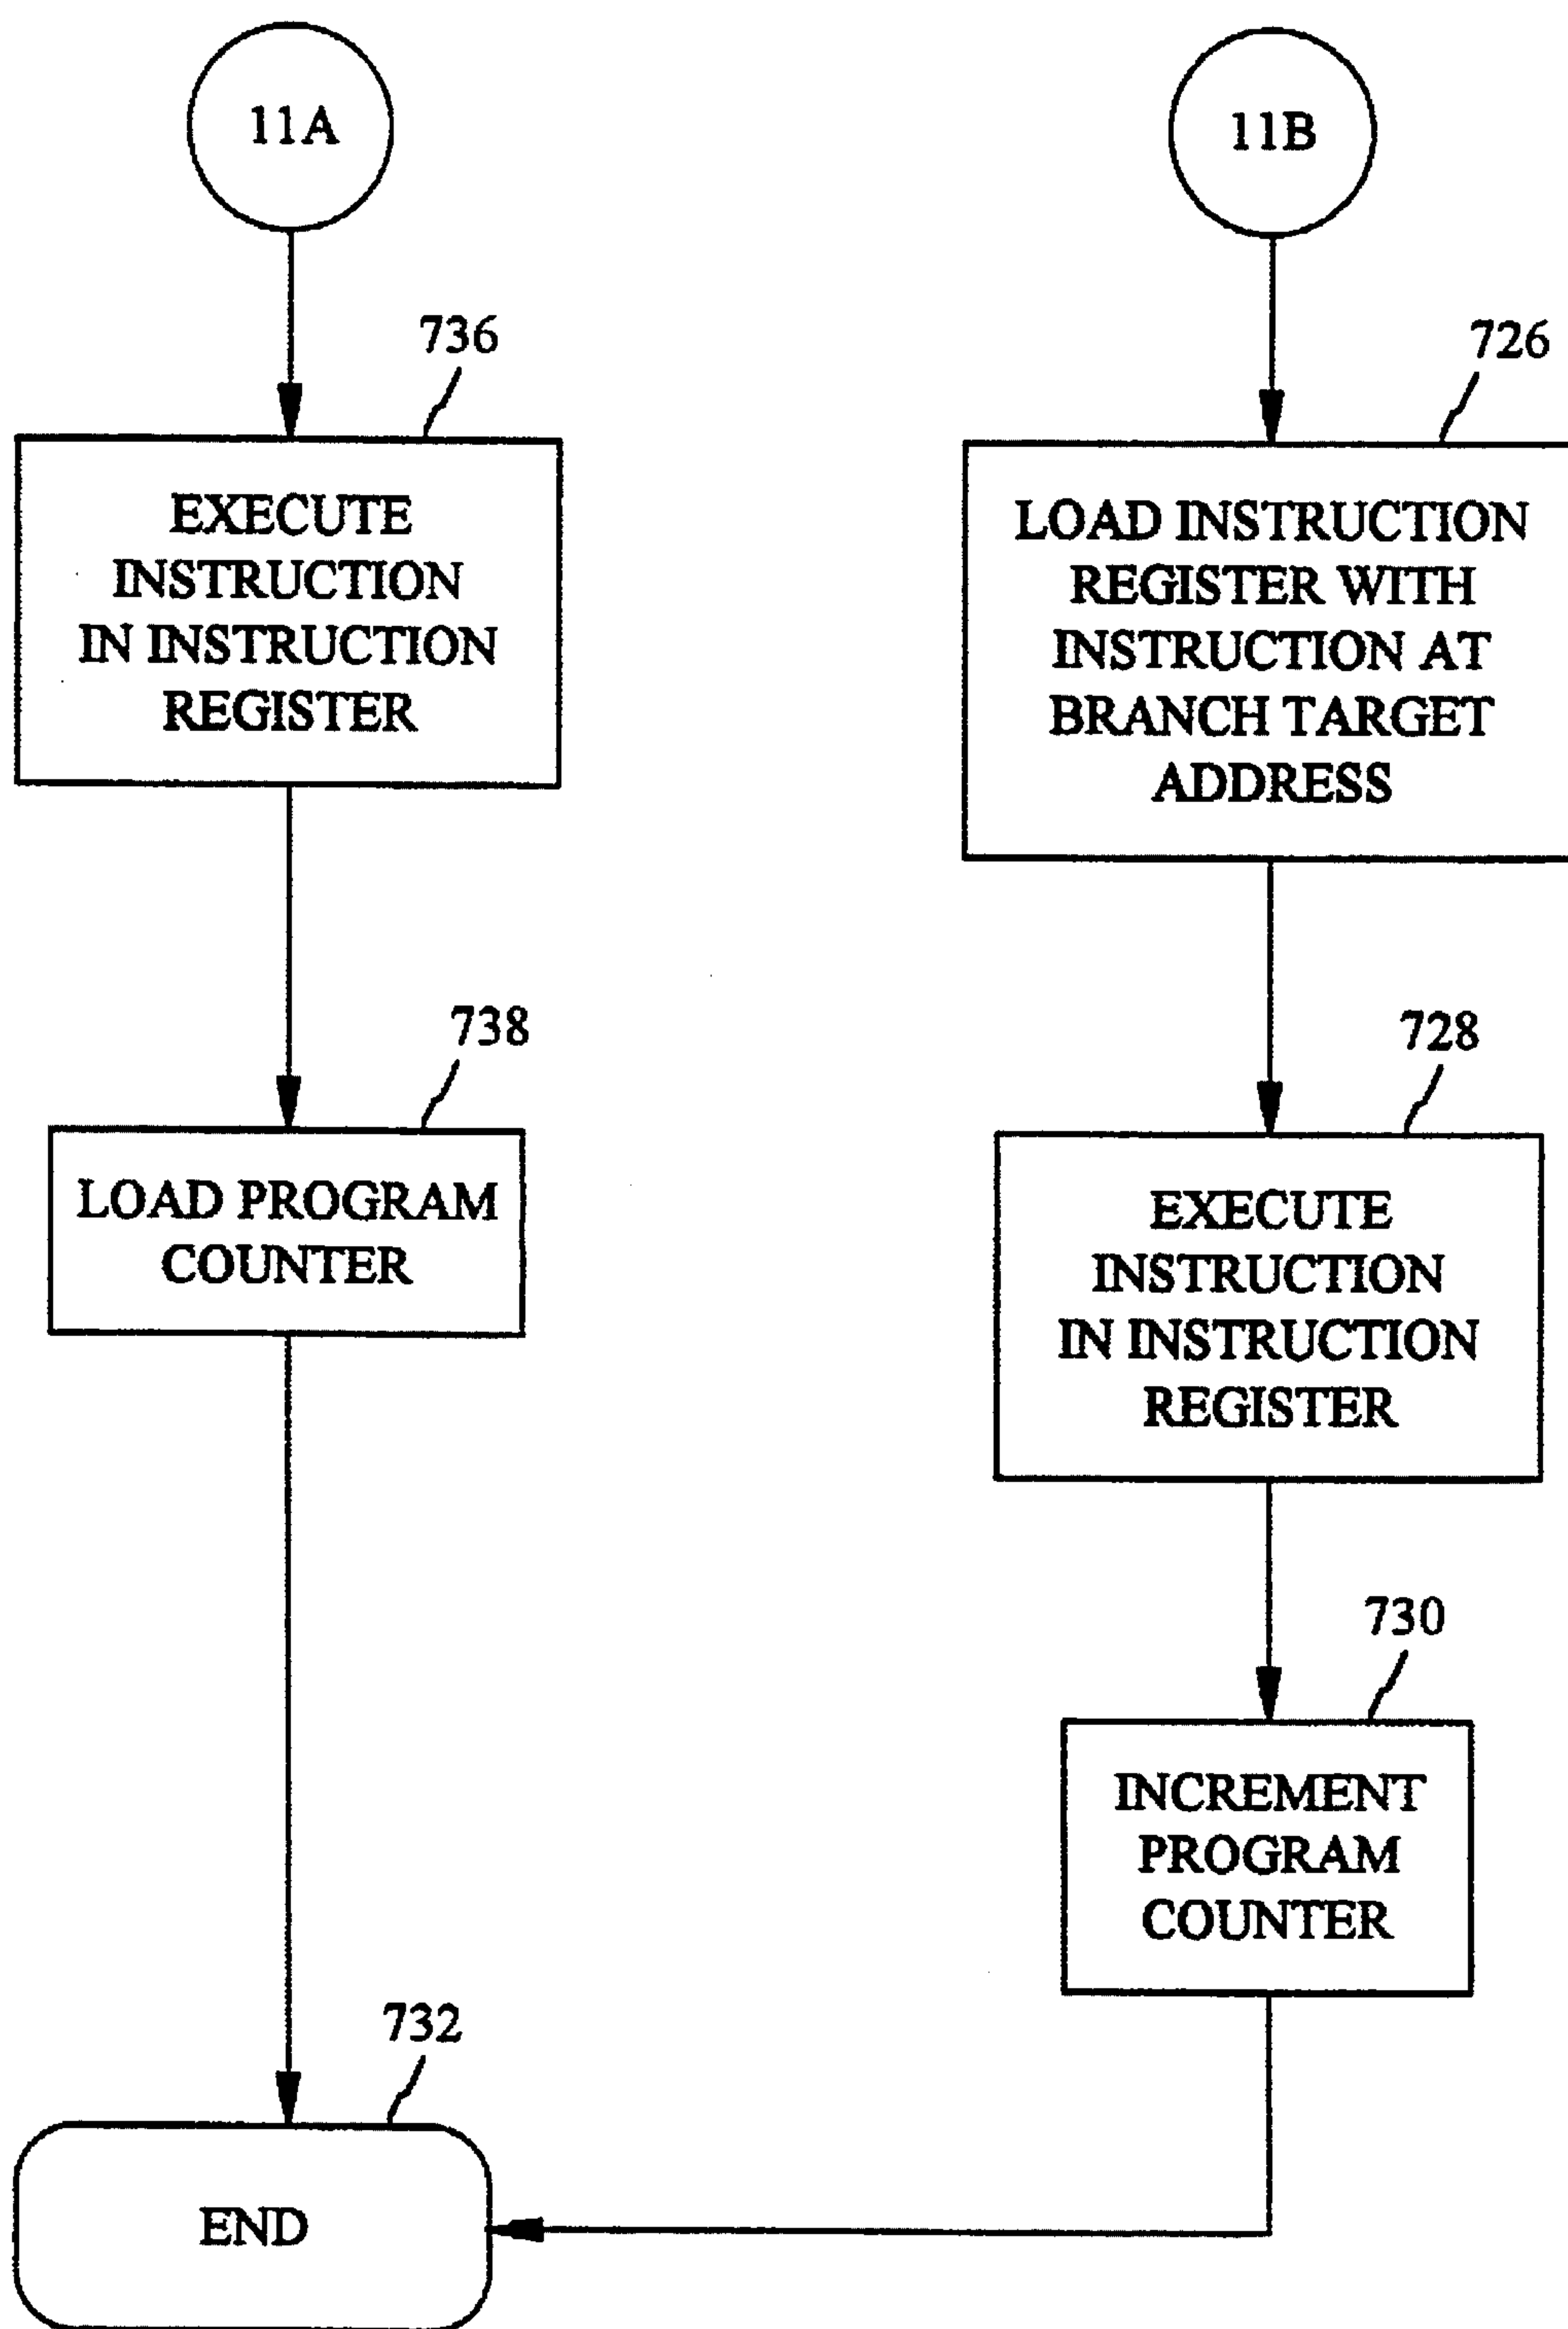 11A
736
EXECUTE
INSTRUCTION
IN INSTRUCTION
REGISTER
738
LOAD PROGRAM
COUNTER
732
END
11B
726
LOAD INSTRUCTION
REGISTER WITH
INSTRUCTION AT
BRANCH TARGET
ADDRESS
728
EXECUTE
INSTRUCTION
IN INSTRUCTION
REGISTER
730
INCREMENT
PROGRAM
COUNTER